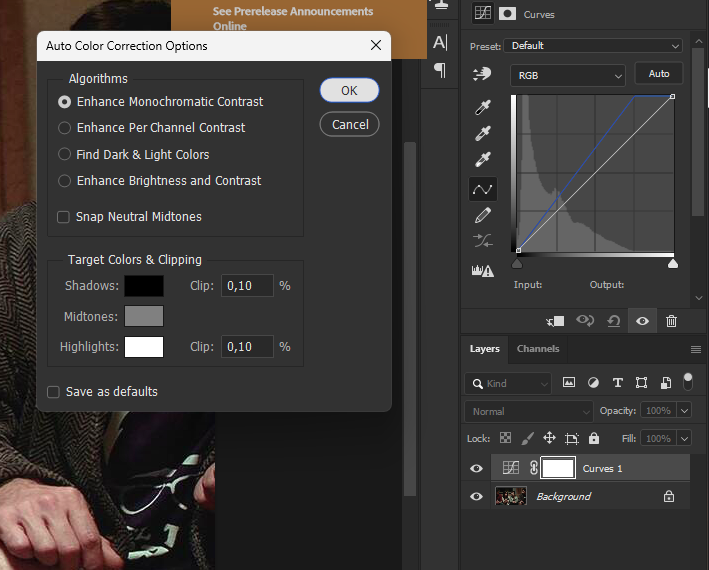 See Prerelease Announcements
Online
Auto Color Correction Options
Algorithms
Enhance Monochromatic Contrast
Enhance Per Channel Contrast
Find Dark & Light Colors
Enhance Brightness and Contrast
Snap Neutral Midtones
OK
Cancel
Target Colors & Clipping
Shadows: Clip: 0,10 %
Midtones:
Highlights: Clip: 0,10 %
Save as defaults
A
Curves
Preset: Default
RGB Auto
Input: Output:
Layers Channels
Kind T
Normal Opacity: 100%
Lock: Fill: 100%
Curves 1
Background